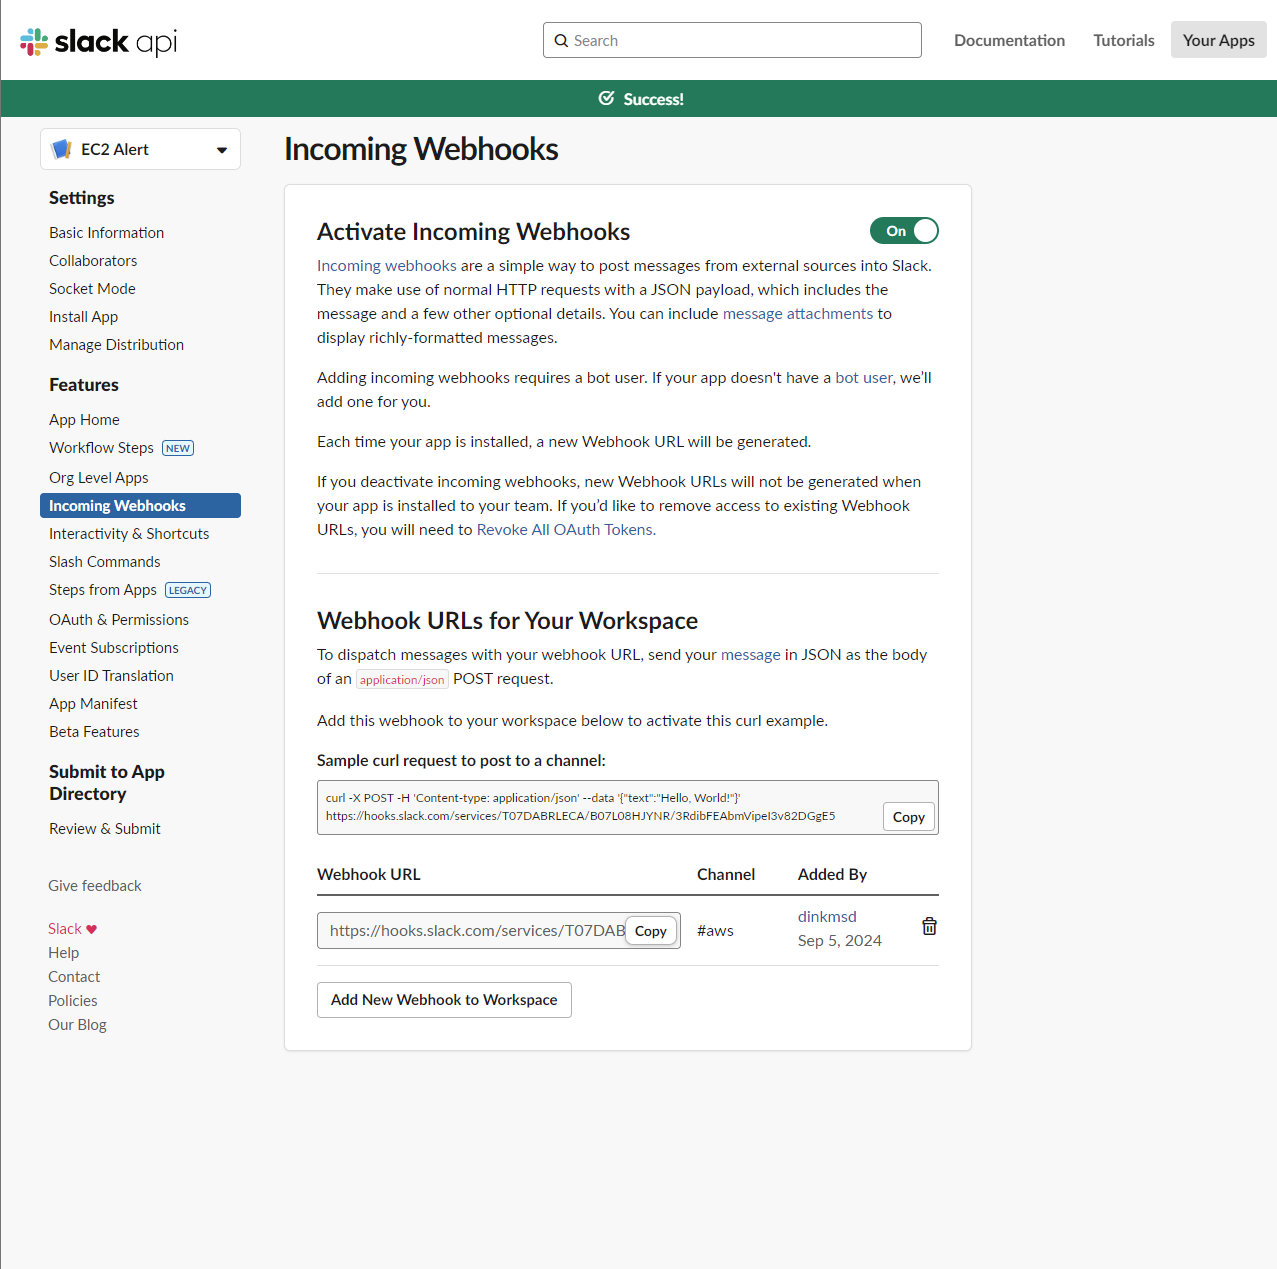 slack api
Search
Documentation
Tutorials
Your Apps
Success!
EC2 Alert
Settings
Basic Information
Collaborators
Socket Mode
Install App
Manage Distribution
Features
App Home
Workflow Steps NEW
Org Level Apps
Incoming Webhooks
Interactivity & Shortcuts
Slash Commands
Steps from Apps LEGACY
OAuth & Permissions
Event Subscriptions
User ID Translation
App Manifest
Beta Features
Submit to App
Directory
Review & Submit
Give feedback
Slack
Help
Contact
Policies
Our Blog
Incoming Webhooks
Activate Incoming Webhooks
On
Incoming webhooks are a simple way to post messages from external sources into Slack.
They make use of normal HTTP requests with a JSON payload, which includes the
message and a few other optional details. You can include message attachments to
display richly-formatted messages.
Adding incoming webhooks requires a bot user. If your app doesn't have a bot user, we’ll
add one for you.
Each time your app is installed, a new Webhook URL will be generated.
If you deactivate incoming webhooks, new Webhook URLs will not be generated when
your app is installed to your team. If you’d like to remove access to existing Webhook
URLs, you will need to Revoke All OAuth Tokens.
Webhook URLs for Your Workspace
To dispatch messages with your webhook URL, send your message in JSON as the body
of an application/json POST request.
Add this webhook to your workspace below to activate this curl example.
Sample curl request to post to a channel:
curl -X POST -H 'Content-type: application/json' --data '{"text":"Hello, World!"}'
https://hooks.slack.com/services/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
Copy
Webhook URL
Channel
Added By
https://hooks.slack.com/services/T07DAB
Copy
#aws
dinkmsd
Sep 5, 2024
Add New Webhook to Workspace